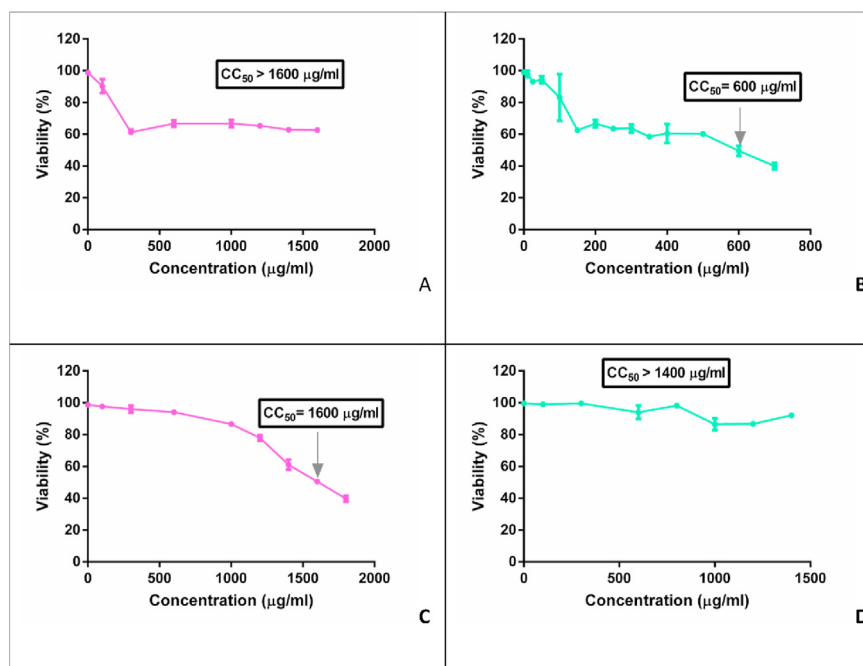 120
100
80
60
40
20
0
Viability (%)
CC50 > 1600 μg/ml
0 500 1000 1500 2000
Concentration (μg/ml)
A
120
100
80
60
40
20
0
Viability (%)
CC50= 600 μg/ml
0 200 400 600 800
Concentration (μg/ml)
B
120
100
80
60
40
20
0
Viability (%)
CC50= 1600 μg/ml
0 500 1000 1500 2000
Concentration (μg/ml)
C
CC50 > 1400 μg/ml
120
100
80
60
40
20
0
Viability (%)
0 500 1000 1500
Concentration (μg/ml)
D